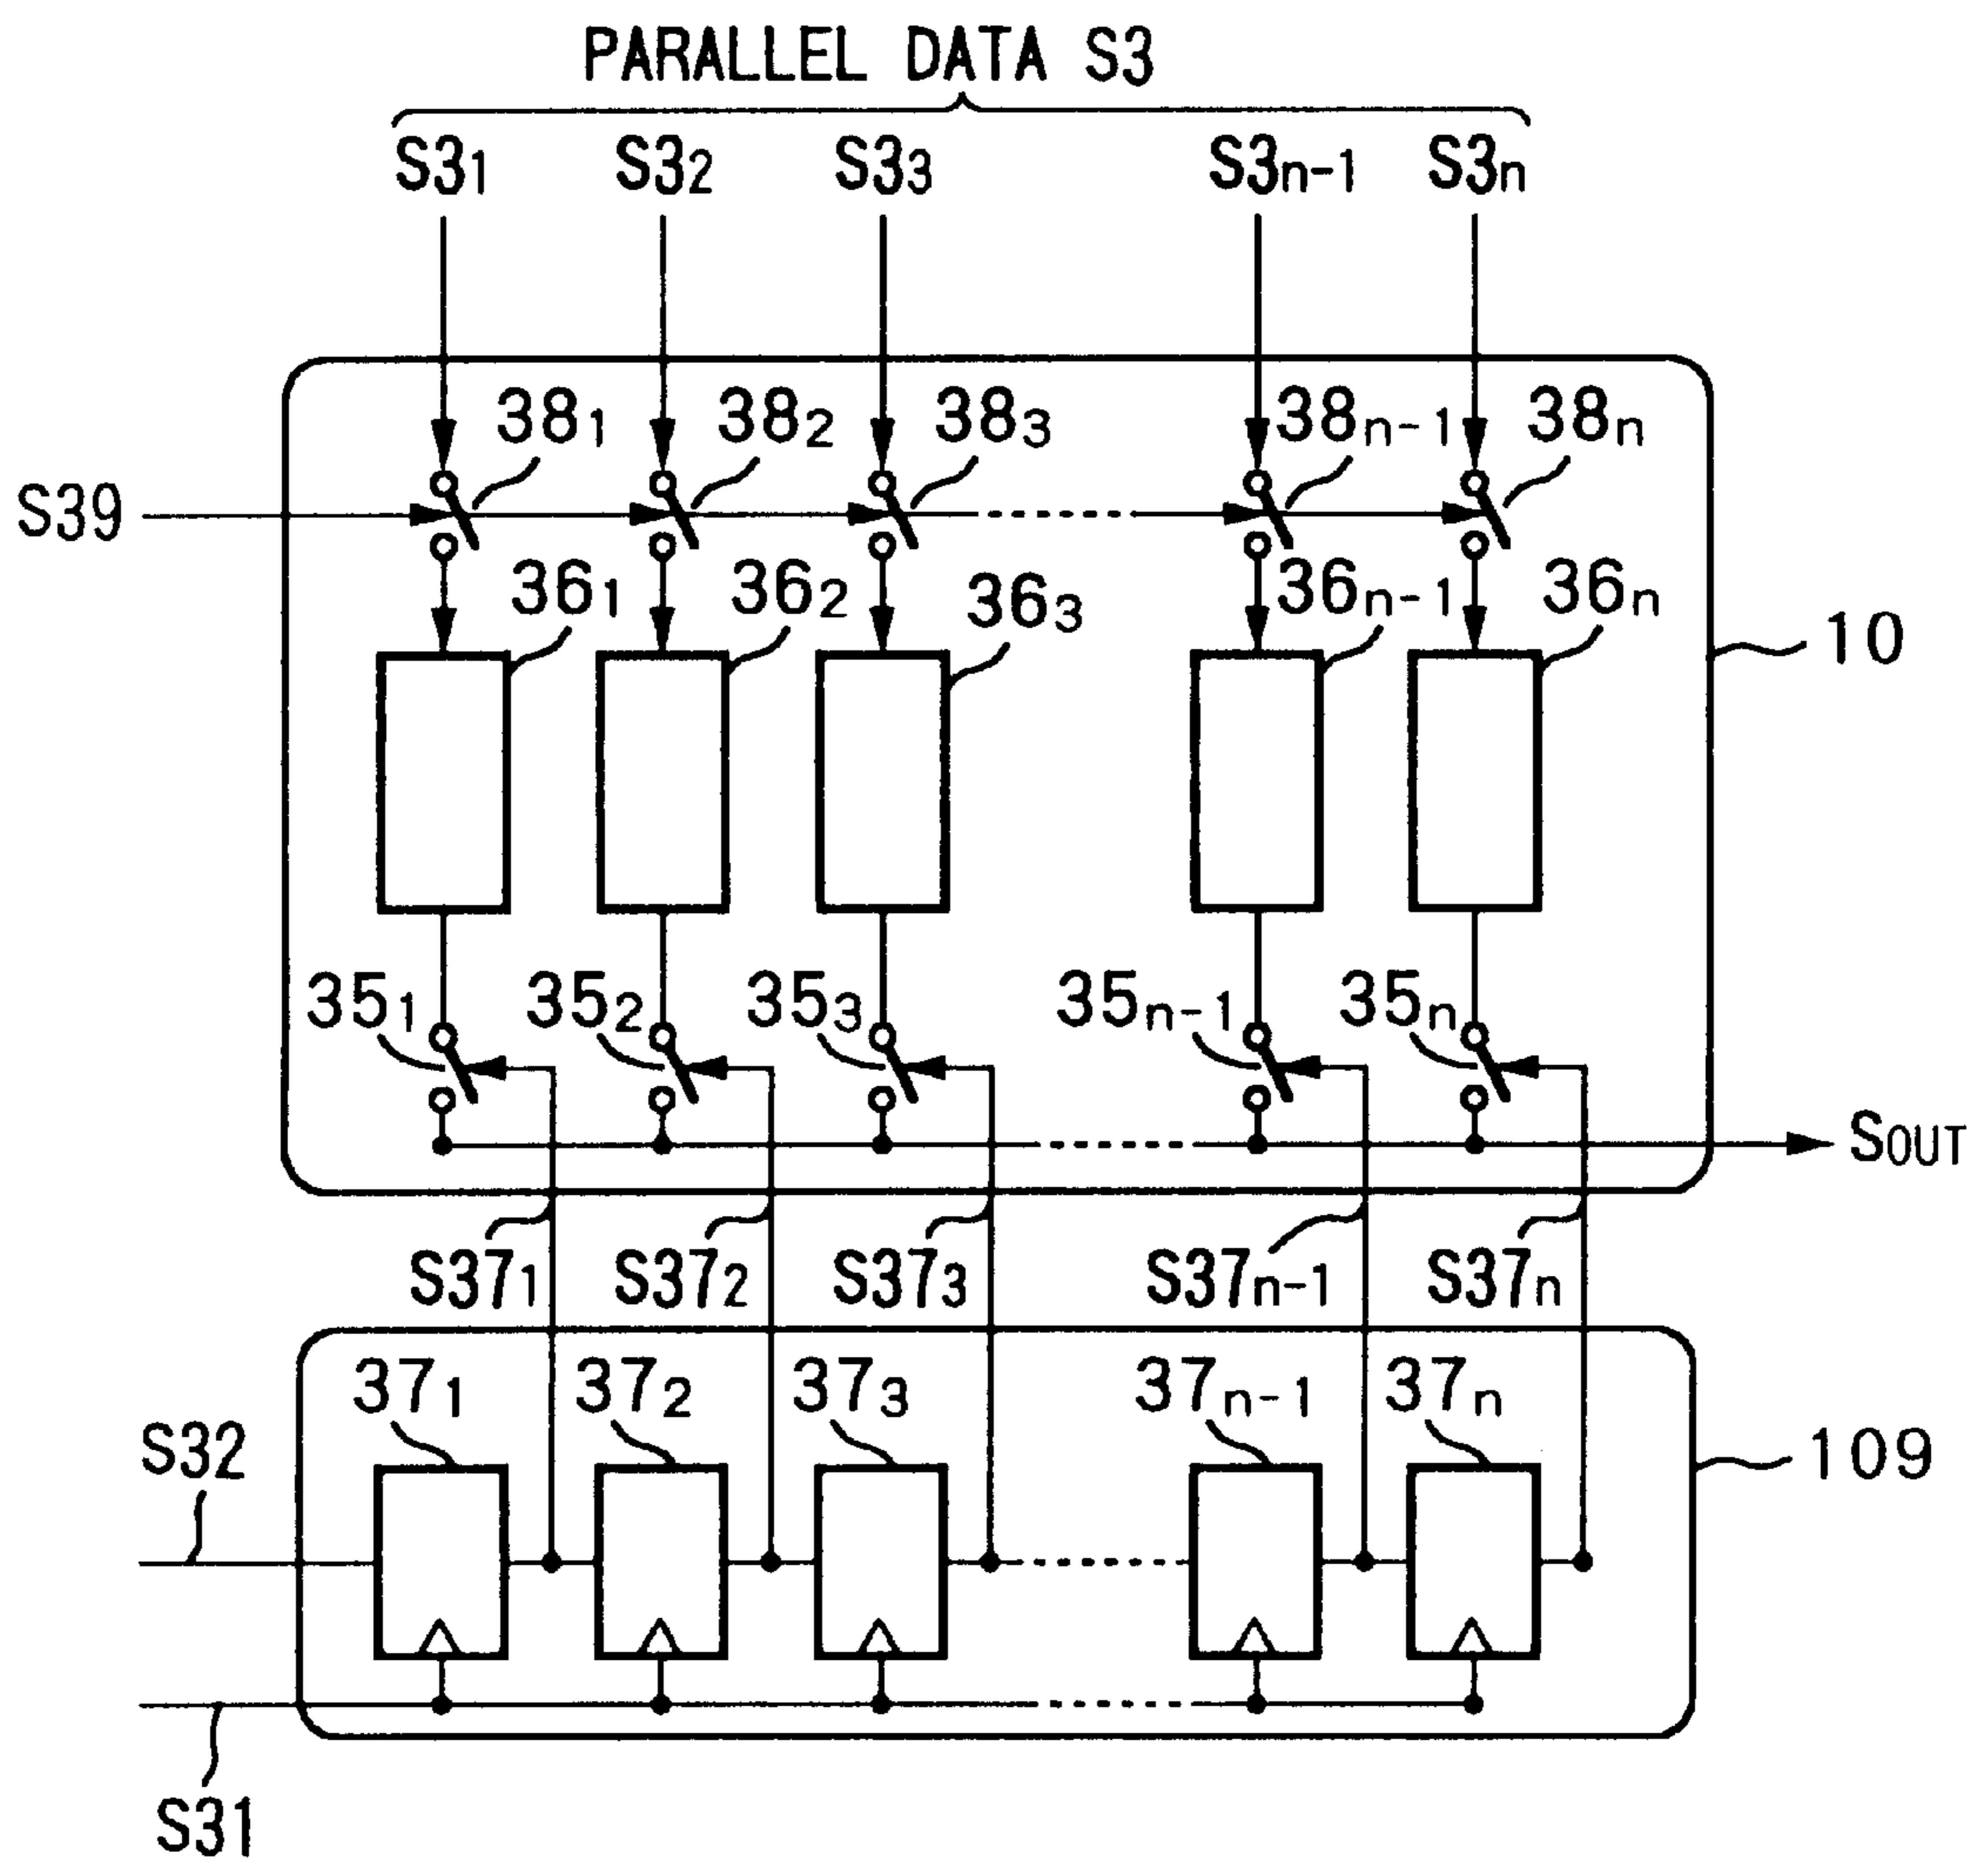 PARALLEL DATA S3
S31 S32 S33 S3n-1 S3n
381 382 383 38n-1 38n
S39
361 362 363 36n-1 36n
10
351 352 353 35n-1 35n
SOUT
S371 S372 S373 S37n-1 S37n
371 372 373 37n-1 37n
S32
109
S31